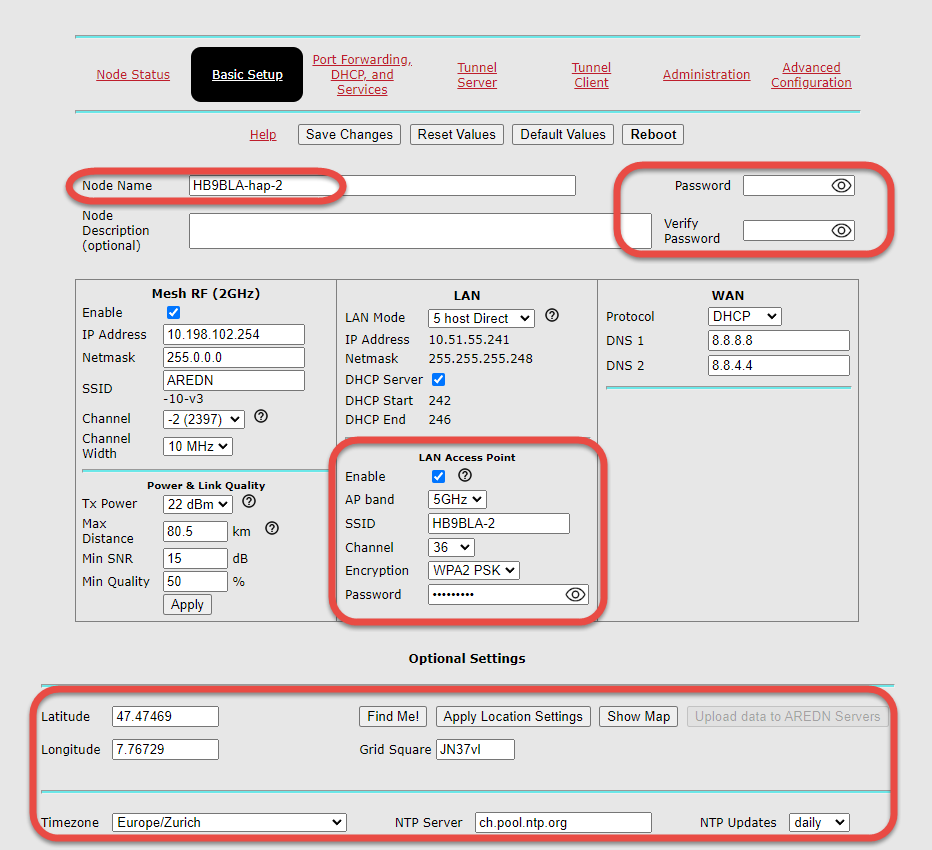 Node Status
Basic Setup
Port Forwarding,
DHCP, and
Services
Tunnel
Server
Tunnel
Client
Administration
Advanced
Configuration
Help
Save Changes
Reset Values
Default Values
Reboot
Node Name
HB9BLA-hap-2
Password
Node
Description
(optional)
Verify
Password
Mesh RF (2GHz)
Enable
IP Address
10.198.102.254
Netmask
255.0.0.0
SSID
AREDN
-10-v3
Channel
-2 (2397)
Channel
Width
10 MHz
Power & Link Quality
Tx Power
22 dBm
Max
Distance
80.5
km
Min SNR
15
dB
Min Quality
50
%
Apply
LAN
LAN Mode
5 host Direct
IP Address
10.51.55.241
Netmask
255.255.255.248
DHCP Server
DHCP Start
242
DHCP End
246
LAN Access Point
Enable
AP band
5GHz
SSID
HB9BLA-2
Channel
36
Encryption
WPA2 PSK
Password
•••••••••
WAN
Protocol
DHCP
DNS 1
8.8.8.8
DNS 2
8.8.4.4
Optional Settings
Latitude
47.47469
Find Me!
Apply Location Settings
Show Map
Upload data to AREDN Servers
Longitude
7.76729
Grid Square
JN37vl
Timezone
Europe/Zurich
NTP Server
ch.pool.ntp.org
NTP Updates
daily